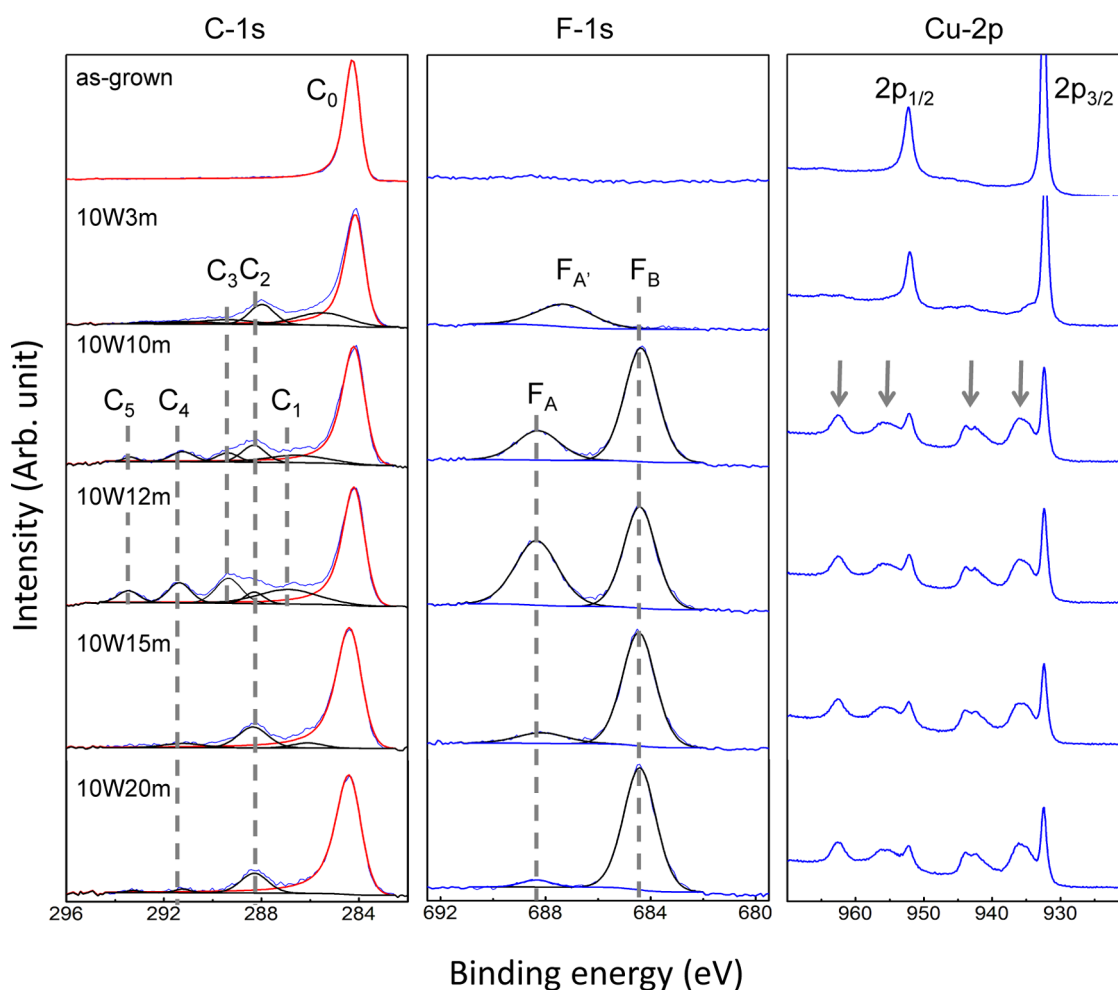 C-1s F-1s Cu-2p
as-grown
C0
2p1/2 2p3/2
10W3m
C3 C2
FA' FB
10W10m
C5 C4 C1
FA
10W12m
10W15m
10W20m
296 292 288 284
692 688 684 680
960 950 940 930
Intensity (Arb. unit)
Binding energy (eV)